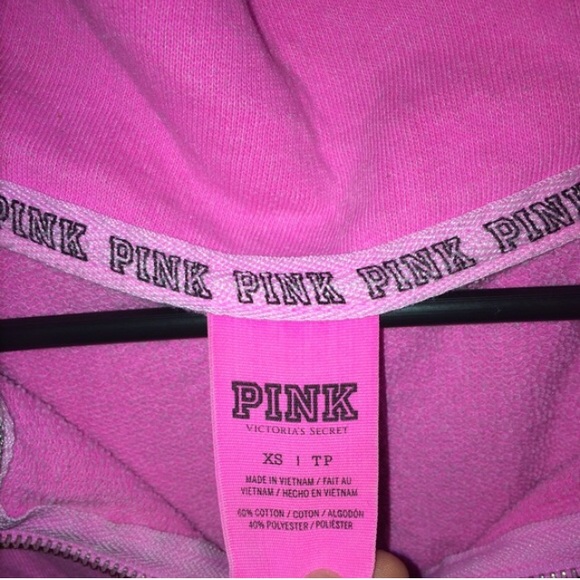 PINK PINK PINK PINK PINK
PINK
VICTORIA'S SECRET
XS | TP
MADE IN VIETNAM / FAIT AU
VIETNAM / HECHO EN VIETNAM
60% COTTON / COTON / ALGODÓN
40% POLYESTER / POLIÉSTER